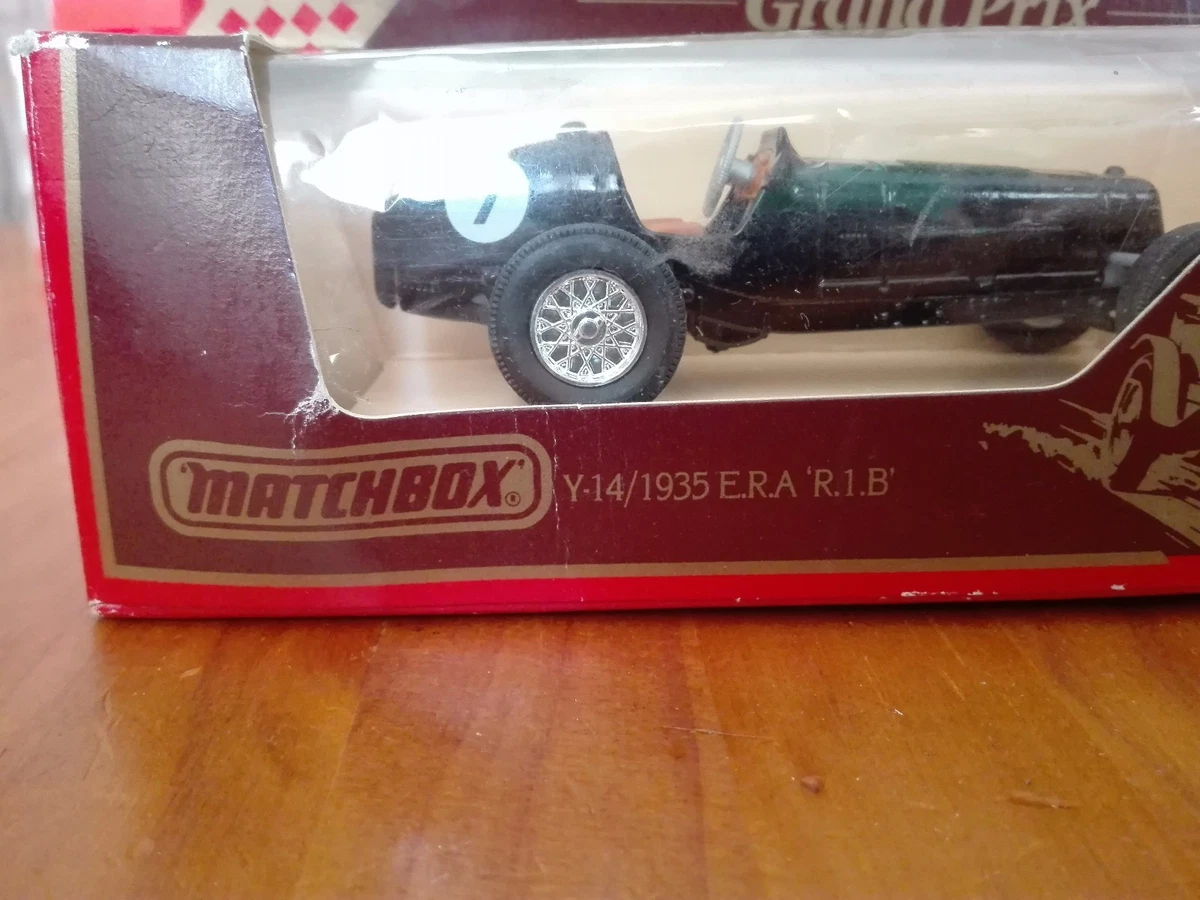 Grand Prix
7
'MATCHBOX'®
Y-14/1935 E.R.A 'R.1.B'